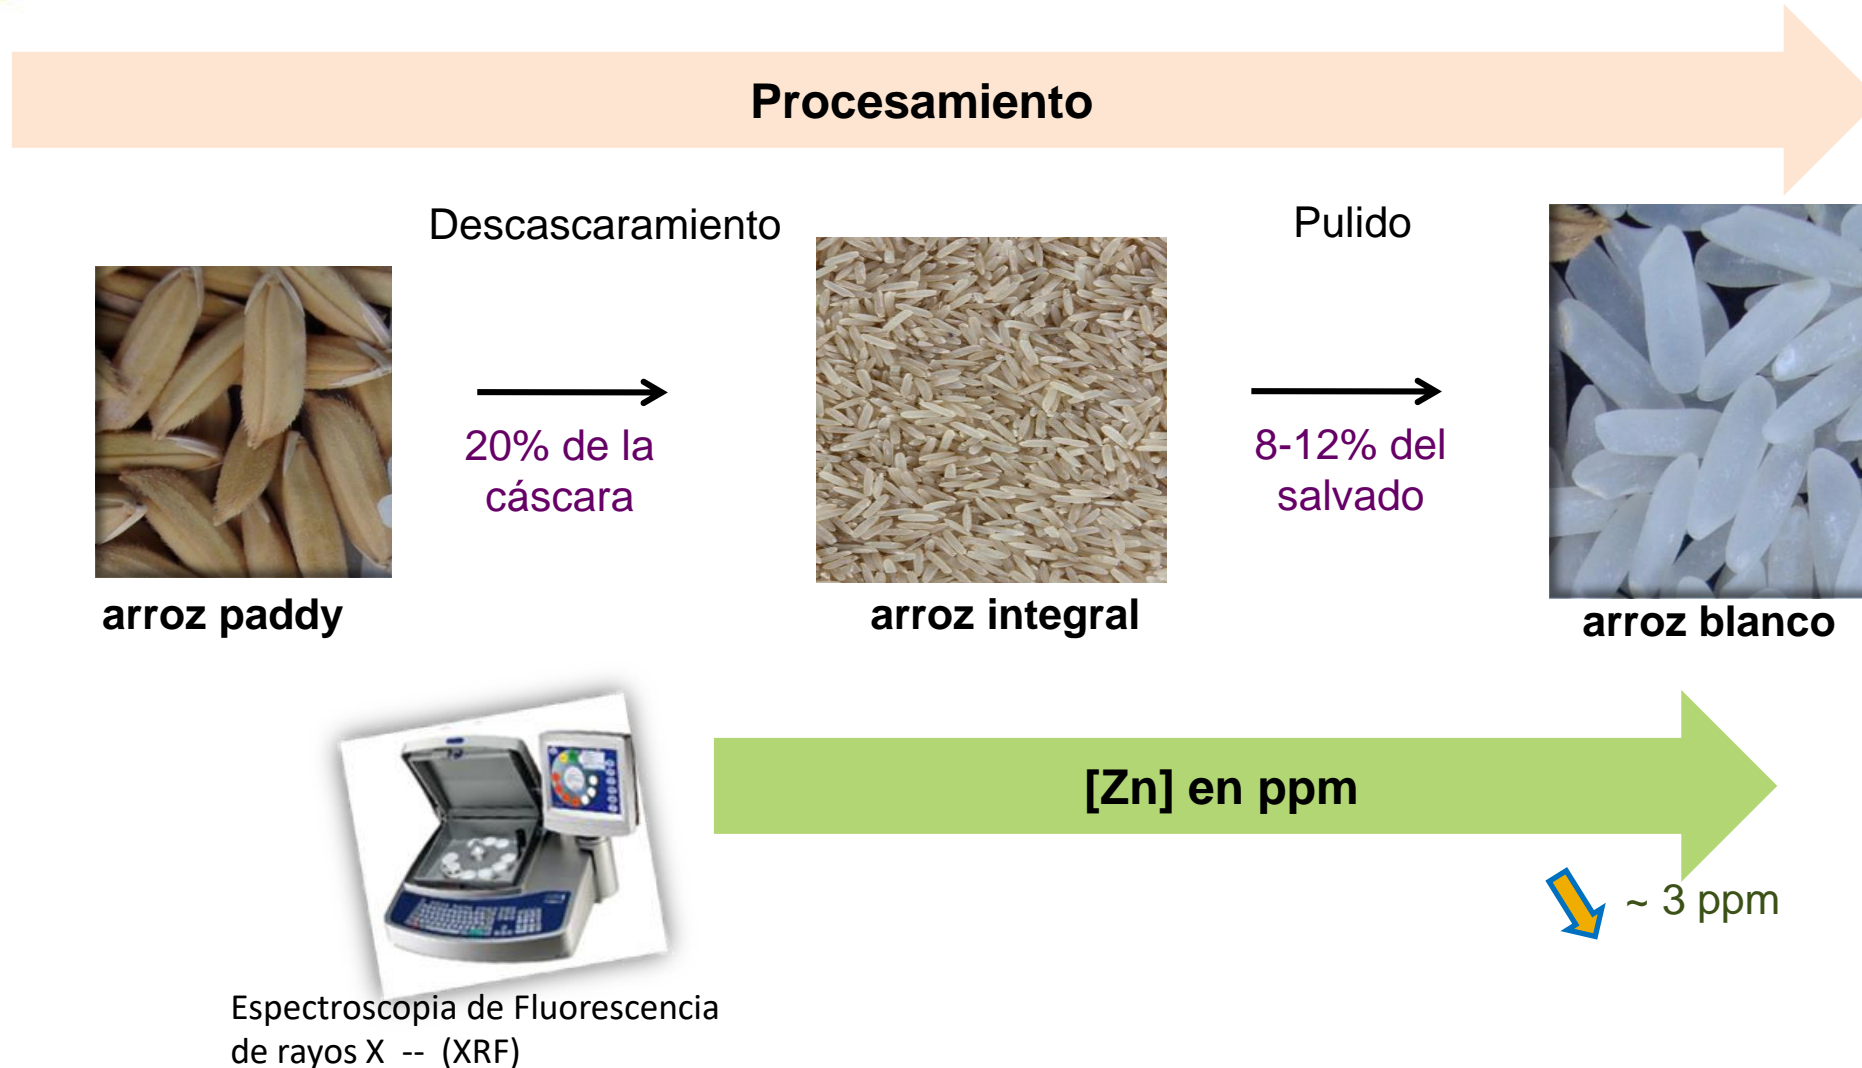 Procesamiento
Descascaramiento
Pulido
20% de la
cáscara
8-12% del
salvado
arroz paddy
arroz integral
arroz blanco
[Zn] en ppm
~ 3 ppm
Espectroscopia de Fluorescencia
de rayos X -- (XRF)